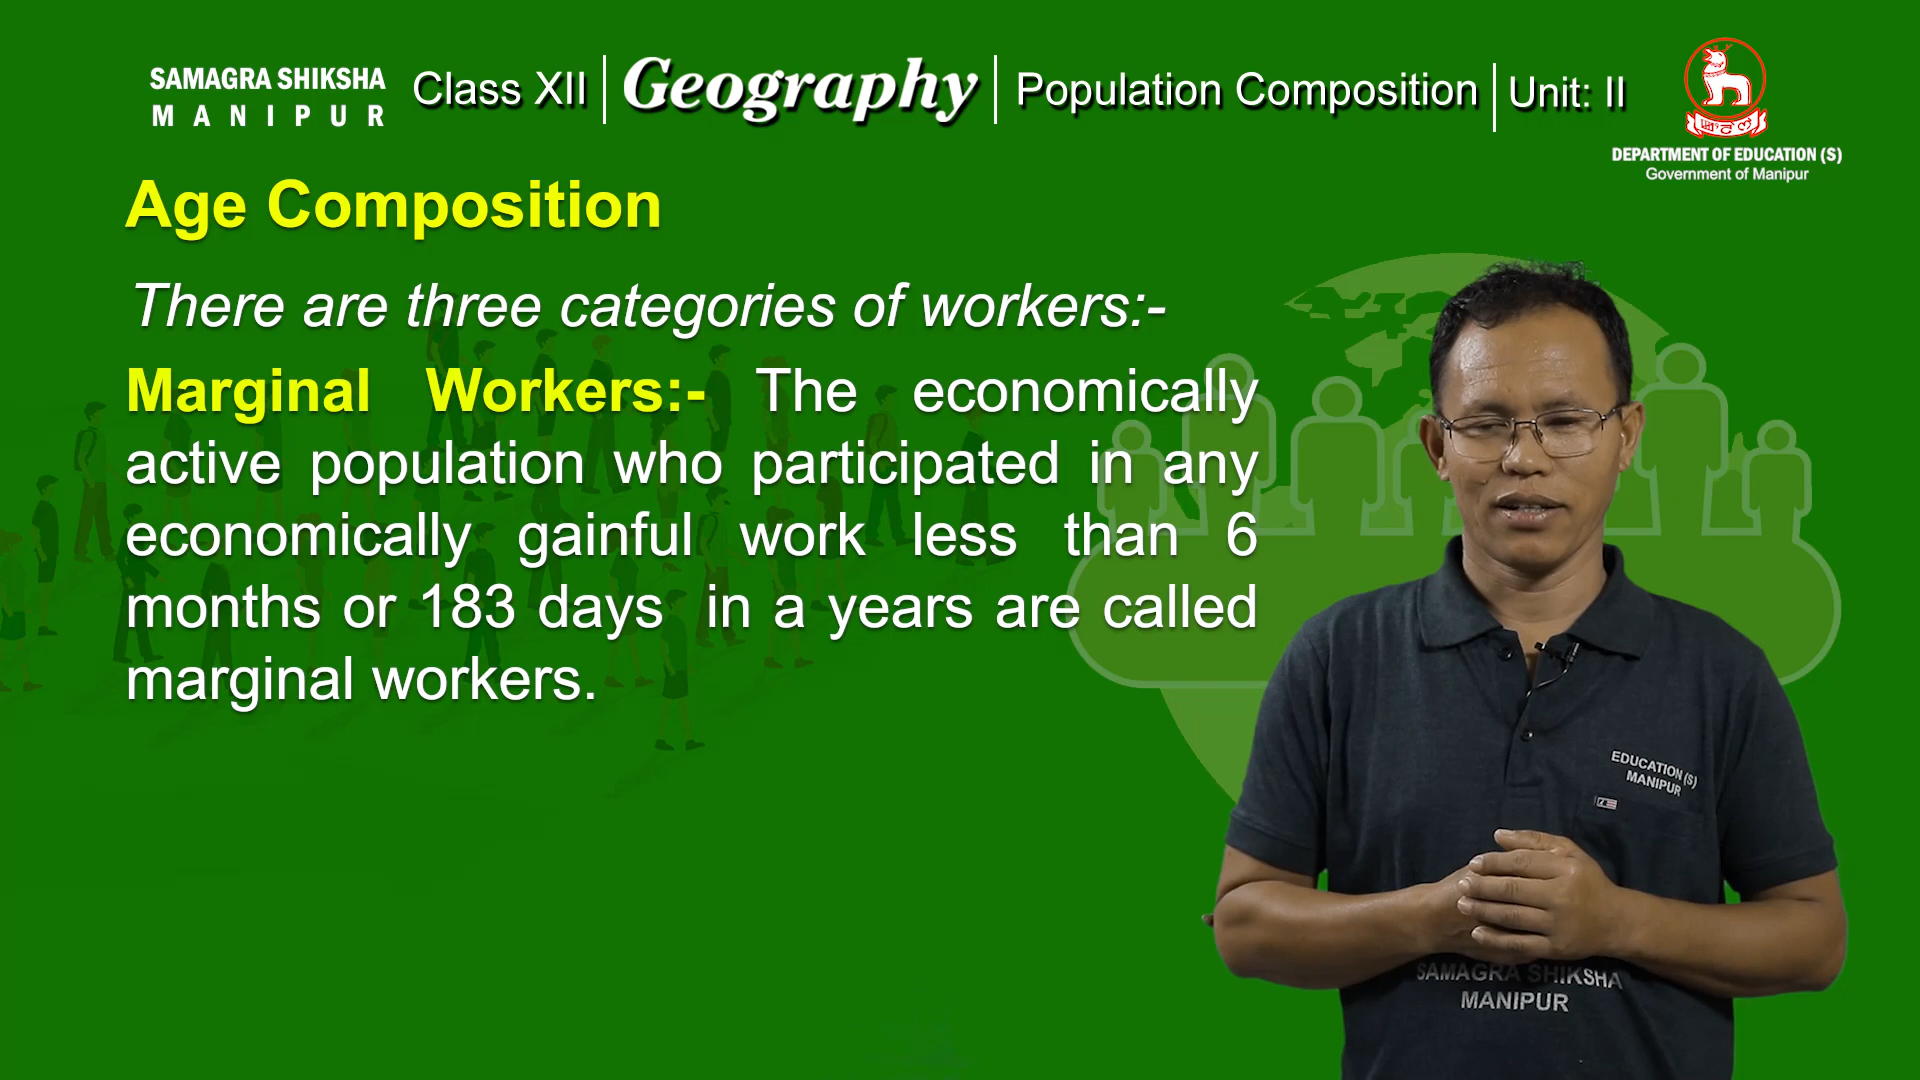 SAMAGRA SHIKSHA
MANIPUR
Class XII
Geography
Population Composition
Unit: II
DEPARTMENT OF EDUCATION (S)
Government of Manipur
Age Composition
There are three categories of workers:-
Marginal Workers:- The economically
active population who participated in any
economically gainful work less than 6
months or 183 days in a years are called
marginal workers.
EDUCATION (S)
MANIPUR
SAMAGRA SHIKSHA
MANIPUR